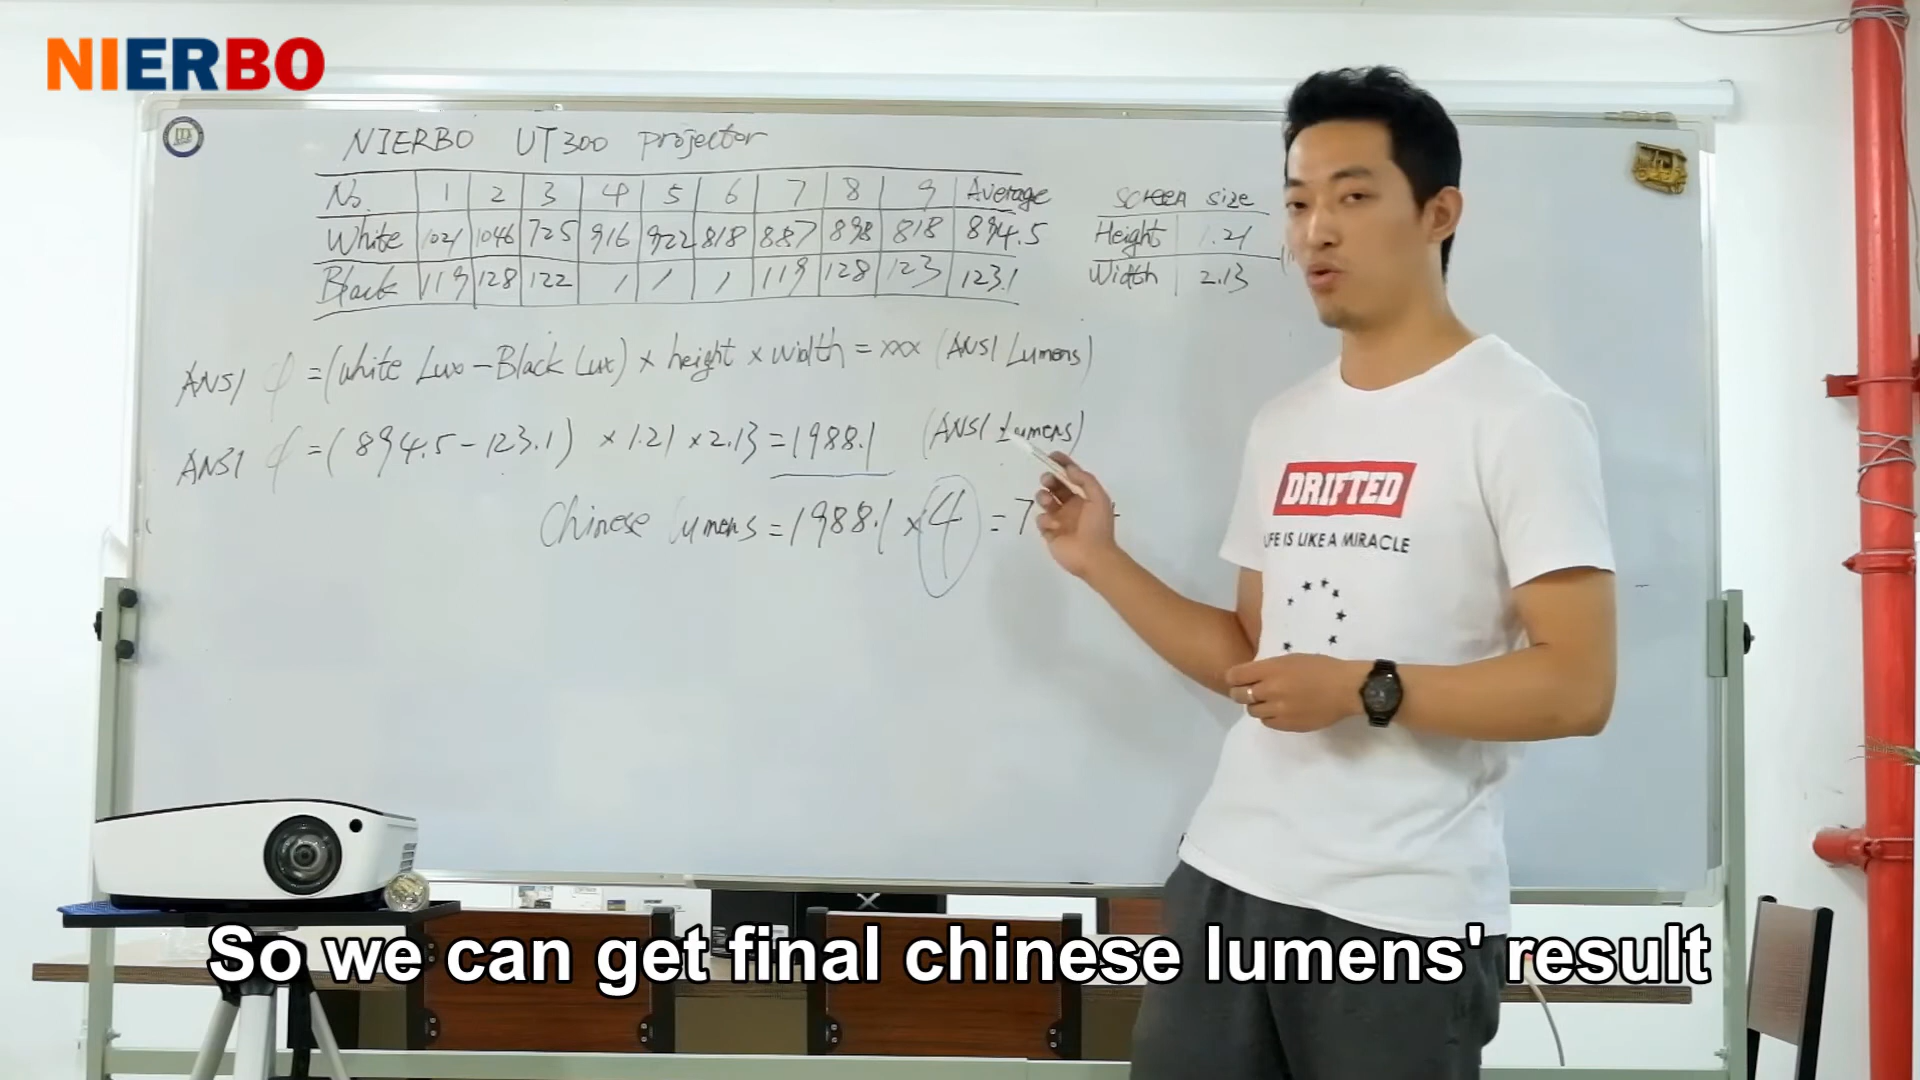 NIERBO
NIERBO UT300 Projector
No. 1 2 3 4 5 6 7 8 9 Average
White 1021 1046 725 916 922 818 887 898 818 894.5
Black 119 128 122 / / / 119 128 123 123.1
screen size
Height 1.21
Width 2.13
ANSI φ = (white Lux - Black Lux) × height × width = xxx (ANSI Lumens)
ANSI φ = (894.5 - 123.1) × 1.21 × 2.13 = 1988.1 (ANSI Lumens)
Chinese Lumens = 1988.1 × 4 = 7
DRIFTED
LIFE IS LIKE A MIRACLE
So we can get final chinese lumens' result